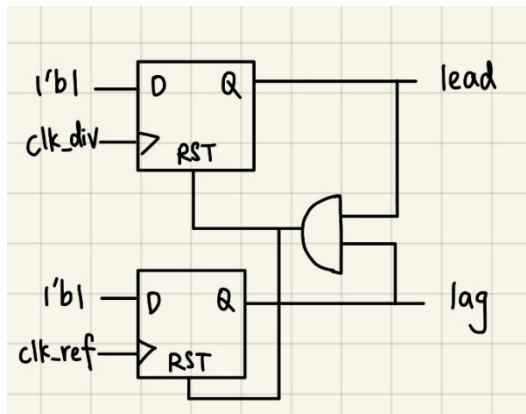 1'b1
D
Q
lead
clk_div
RST
1'b1
D
Q
lag
clk_ref
RST